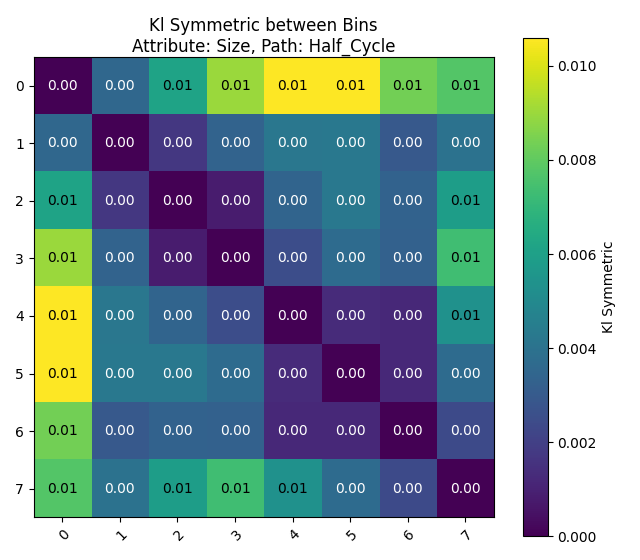 Kl Symmetric between Bins
Attribute: Size, Path: Half_Cycle
0 0.00 0.00 0.01 0.01 0.01 0.01 0.01 0.01
1 0.00 0.00 0.00 0.00 0.00 0.00 0.00 0.00
2 0.01 0.00 0.00 0.00 0.00 0.00 0.00 0.01
3 0.01 0.00 0.00 0.00 0.00 0.00 0.00 0.01
4 0.01 0.00 0.00 0.00 0.00 0.00 0.00 0.01
5 0.01 0.00 0.00 0.00 0.00 0.00 0.00 0.00
6 0.01 0.00 0.00 0.00 0.00 0.00 0.00 0.00
7 0.01 0.00 0.01 0.01 0.01 0.00 0.00 0.00
0 1 2 3 4 5 6 7
0.010
0.008
0.006
0.004
0.002
0.000
Kl Symmetric